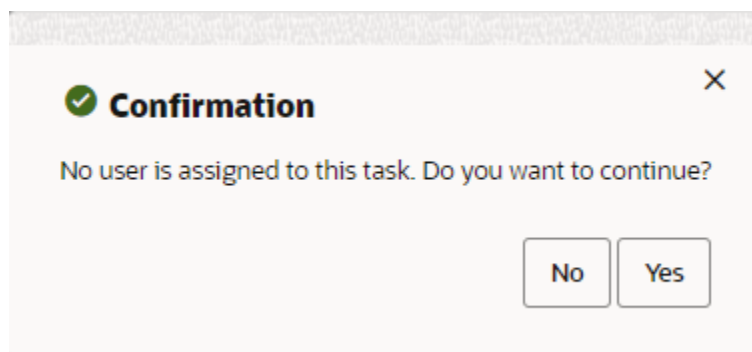 Confirmation
No user is assigned to this task. Do you want to continue?
No
Yes